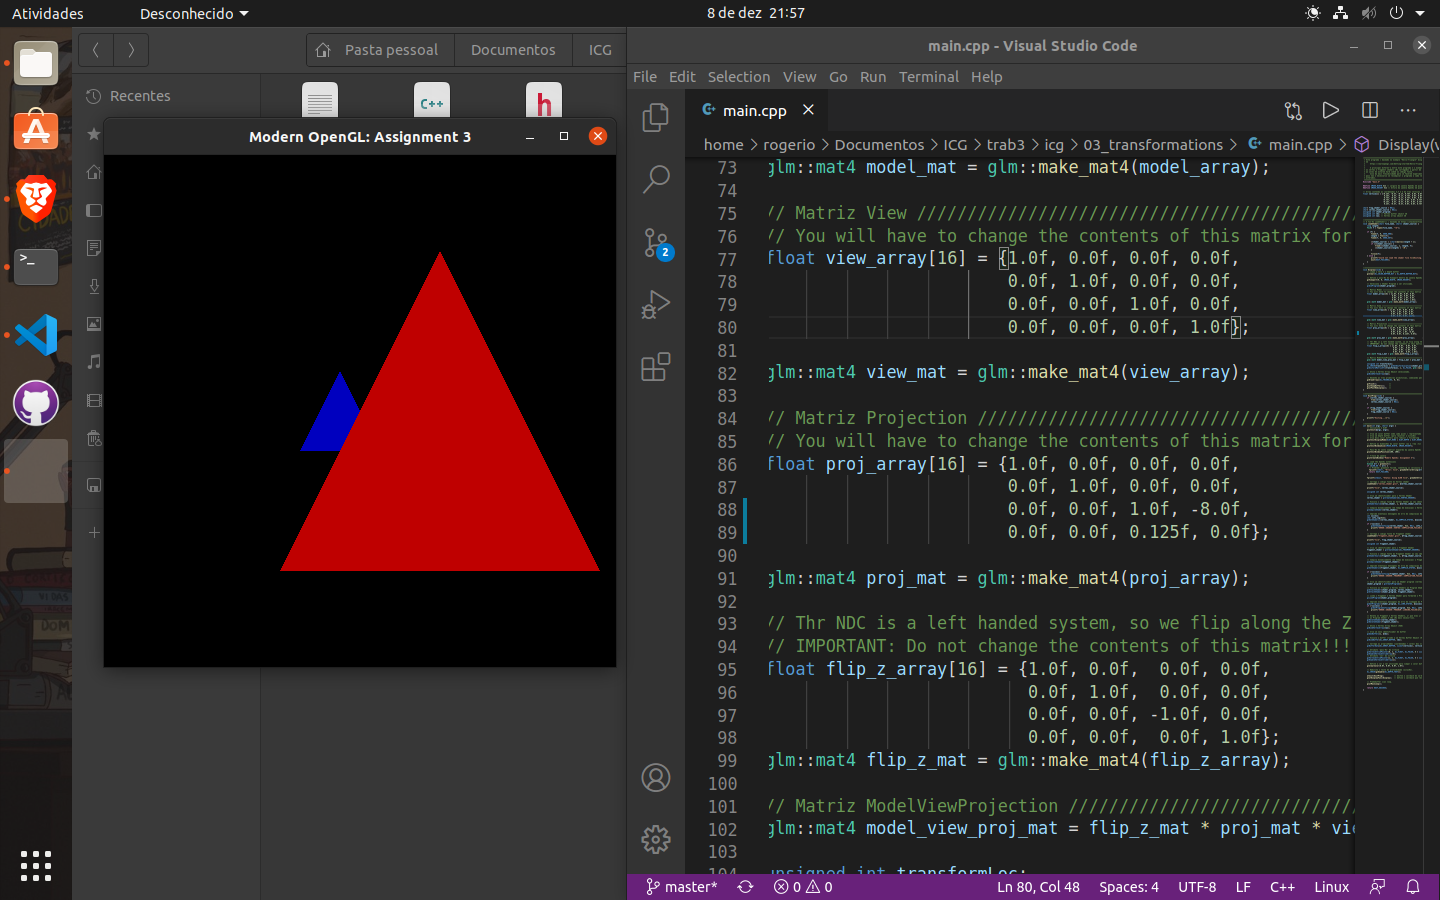 Atividades
Desconhecido
8 de dez 21:57
Pasta pessoal
Documentos
ICG
Recentes
C++
h
Modern OpenGL: Assignment 3
>_
main.cpp - Visual Studio Code
File Edit Selection View Go Run Terminal Help
main.cpp
home > rogerio > Documentos > ICG > trab3 > icg > 03_transformations > main.cpp > Display(v
2
73 glm::mat4 model_mat = glm::make_mat4(model_array);
74
75 // Matriz View ///////////////////////////////////////////
76 // You will have to change the contents of this matrix for
77 float view_array[16] = {1.0f, 0.0f, 0.0f, 0.0f,
78 0.0f, 1.0f, 0.0f, 0.0f,
79 0.0f, 0.0f, 1.0f, 0.0f,
80 0.0f, 0.0f, 0.0f, 1.0f};
81
82 glm::mat4 view_mat = glm::make_mat4(view_array);
83
84 // Matriz Projection /////////////////////////////////////
85 // You will have to change the contents of this matrix for
86 float proj_array[16] = {1.0f, 0.0f, 0.0f, 0.0f,
87 0.0f, 1.0f, 0.0f, 0.0f,
88 0.0f, 0.0f, 1.0f, -8.0f,
89 0.0f, 0.0f, 0.125f, 0.0f};
90
91 glm::mat4 proj_mat = glm::make_mat4(proj_array);
92
93 // Thr NDC is a left handed system, so we flip along the Z
94 // IMPORTANT: Do not change the contents of this matrix!!!
95 float flip_z_array[16] = {1.0f, 0.0f, 0.0f, 0.0f,
96 0.0f, 1.0f, 0.0f, 0.0f,
97 0.0f, 0.0f, -1.0f, 0.0f,
98 0.0f, 0.0f, 0.0f, 1.0f};
99 glm::mat4 flip_z_mat = glm::make_mat4(flip_z_array);
100
101 // Matriz ModelViewProjection ////////////////////////////
102 glm::mat4 model_view_proj_mat = flip_z_mat * proj_mat * vie
103
104 unsigned int transformLoc;
master*
0
0
Ln 80, Col 48
Spaces: 4
UTF-8
LF
C++
Linux